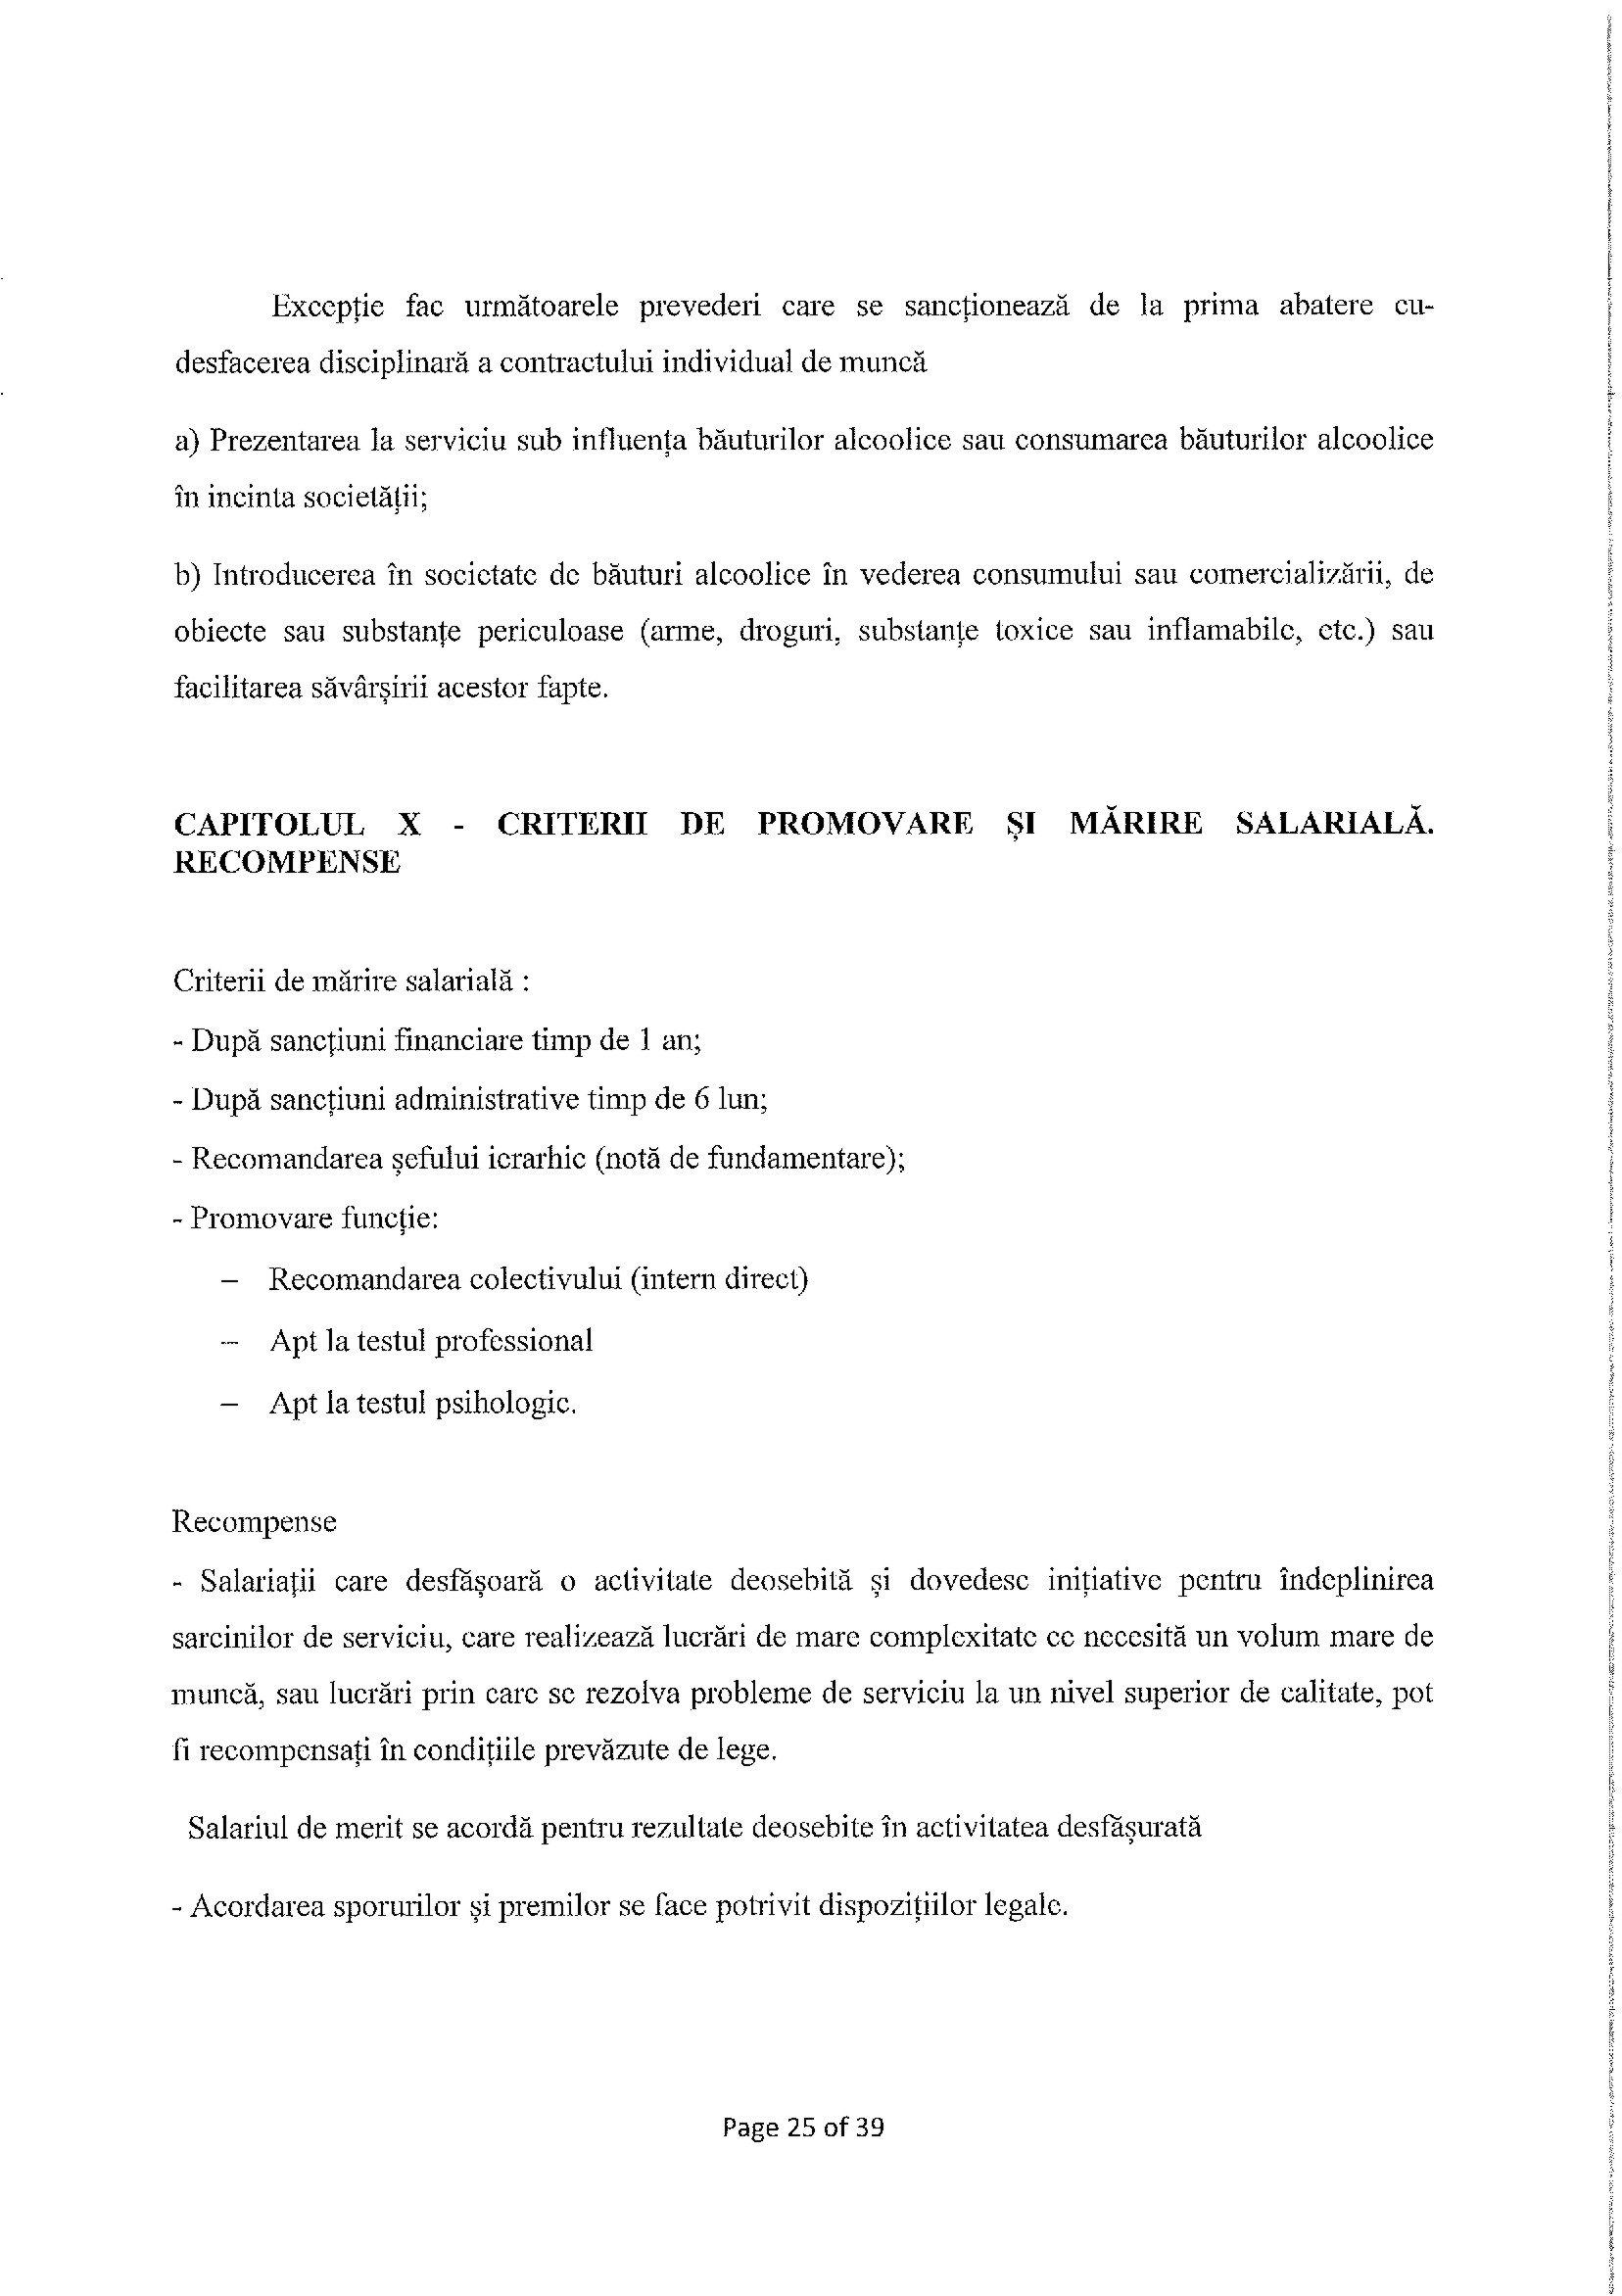 Excepție fac următoarele prevederi care se sancționează de la prima abatere cu-
desfacerea disciplinară a contractului individual de muncă
a) Prezentarea la serviciu sub influența băuturilor alcoolice sau consumarea băuturilor alcoolice
în incinta societății;
b) Introducerea în societate de băuturi alcoolice în vederea consumului sau comercializării, de
obiecte sau substanțe periculoase (arme, droguri, substanțe toxice sau inflamabile, etc.) sau
facilitarea săvârșirii acestor fapte.
CAPITOLUL X - CRITERII DE PROMOVARE ȘI MĂRIRE SALARIALĂ.
RECOMPENSE
Criterii de mărire salarială :
- După sancțiuni financiare timp de 1 an;
- După sancțiuni administrative timp de 6 lun;
- Recomandarea șefului ierarhic (notă de fundamentare);
- Promovare funcție:
– Recomandarea colectivului (intern direct)
– Apt la testul professional
– Apt la testul psihologic.
Recompense
- Salariații care desfășoară o activitate deosebită și dovedesc inițiative pentru îndeplinirea
sarcinilor de serviciu, care realizează lucrări de mare complexitate ce necesită un volum mare de
muncă, sau lucrări prin care se rezolva probleme de serviciu la un nivel superior de calitate, pot
fi recompensați în condițiile prevăzute de lege.
Salariul de merit se acordă pentru rezultate deosebite în activitatea desfășurată
- Acordarea sporurilor și premilor se face potrivit dispozițiilor legale.
Page 25 of 39